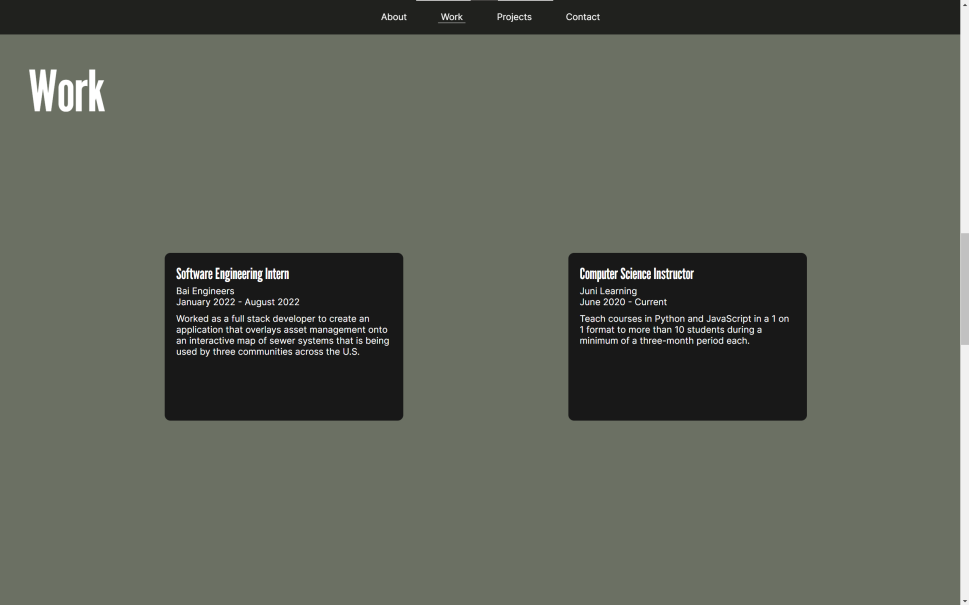 About Work Projects Contact
Work
Software Engineering Intern
Bai Engineers
January 2022 - August 2022
Worked as a full stack developer to create an
application that overlays asset management onto
an interactive map of sewer systems that is being
used by three communities across the U.S.
Computer Science Instructor
Juni Learning
June 2020 - Current
Teach courses in Python and JavaScript in a 1 on
1 format to more than 10 students during a
minimum of a three-month period each.